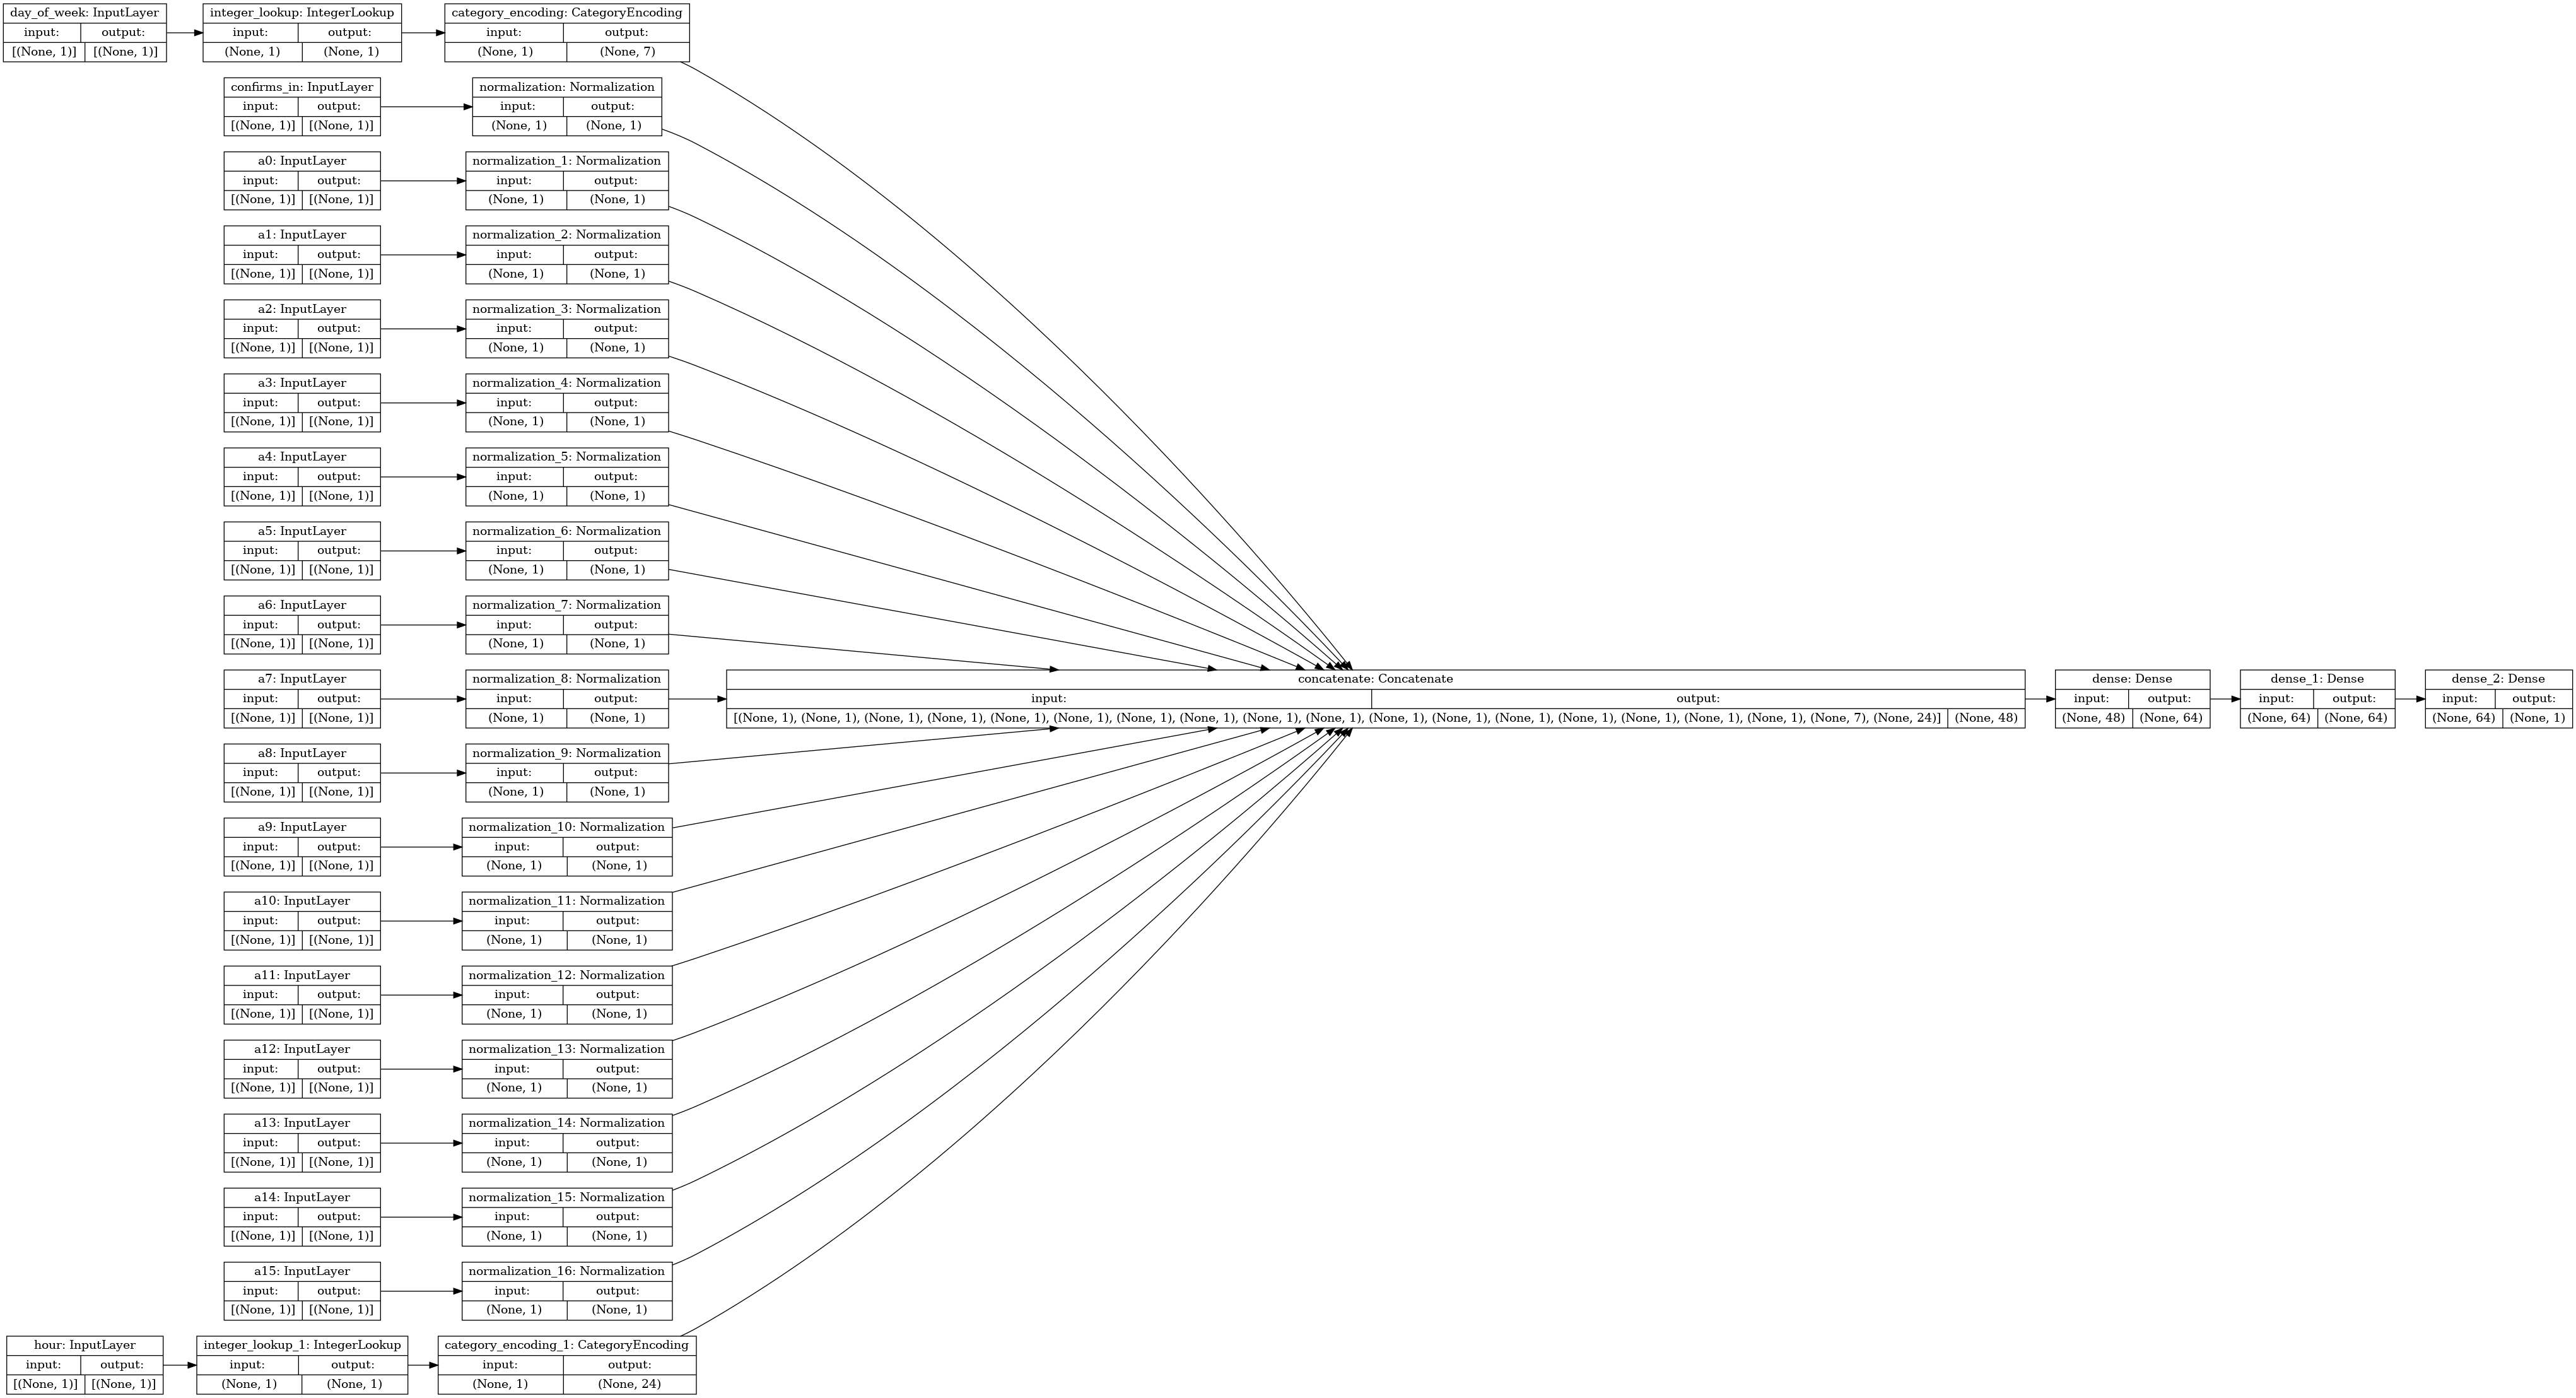 day_of_week: InputLayer
input: output:
[(None, 1)] [(None, 1)]
integer_lookup: IntegerLookup
input: output:
(None, 1) (None, 1)
category_encoding: CategoryEncoding
input: output:
(None, 1) (None, 7)
confirms_in: InputLayer
input: output:
[(None, 1)] [(None, 1)]
normalization: Normalization
input: output:
(None, 1) (None, 1)
a0: InputLayer
input: output:
[(None, 1)] [(None, 1)]
normalization_1: Normalization
input: output:
(None, 1) (None, 1)
a1: InputLayer
input: output:
[(None, 1)] [(None, 1)]
normalization_2: Normalization
input: output:
(None, 1) (None, 1)
a2: InputLayer
input: output:
[(None, 1)] [(None, 1)]
normalization_3: Normalization
input: output:
(None, 1) (None, 1)
a3: InputLayer
input: output:
[(None, 1)] [(None, 1)]
normalization_4: Normalization
input: output:
(None, 1) (None, 1)
a4: InputLayer
input: output:
[(None, 1)] [(None, 1)]
normalization_5: Normalization
input: output:
(None, 1) (None, 1)
a5: InputLayer
input: output:
[(None, 1)] [(None, 1)]
normalization_6: Normalization
input: output:
(None, 1) (None, 1)
a6: InputLayer
input: output:
[(None, 1)] [(None, 1)]
normalization_7: Normalization
input: output:
(None, 1) (None, 1)
a7: InputLayer
input: output:
[(None, 1)] [(None, 1)]
normalization_8: Normalization
input: output:
(None, 1) (None, 1)
concatenate: Concatenate
input: output:
[(None, 1), (None, 1), (None, 1), (None, 1), (None, 1), (None, 1), (None, 1), (None, 1), (None, 1), (None, 1), (None, 1), (None, 1), (None, 1), (None, 1), (None, 1), (None, 1), (None, 1), (None, 7), (None, 24)] (None, 48)
dense: Dense
input: output:
(None, 48) (None, 64)
dense_1: Dense
input: output:
(None, 64) (None, 64)
dense_2: Dense
input: output:
(None, 64) (None, 1)
a8: InputLayer
input: output:
[(None, 1)] [(None, 1)]
normalization_9: Normalization
input: output:
(None, 1) (None, 1)
a9: InputLayer
input: output:
[(None, 1)] [(None, 1)]
normalization_10: Normalization
input: output:
(None, 1) (None, 1)
a10: InputLayer
input: output:
[(None, 1)] [(None, 1)]
normalization_11: Normalization
input: output:
(None, 1) (None, 1)
a11: InputLayer
input: output:
[(None, 1)] [(None, 1)]
normalization_12: Normalization
input: output:
(None, 1) (None, 1)
a12: InputLayer
input: output:
[(None, 1)] [(None, 1)]
normalization_13: Normalization
input: output:
(None, 1) (None, 1)
a13: InputLayer
input: output:
[(None, 1)] [(None, 1)]
normalization_14: Normalization
input: output:
(None, 1) (None, 1)
a14: InputLayer
input: output:
[(None, 1)] [(None, 1)]
normalization_15: Normalization
input: output:
(None, 1) (None, 1)
a15: InputLayer
input: output:
[(None, 1)] [(None, 1)]
normalization_16: Normalization
input: output:
(None, 1) (None, 1)
hour: InputLayer
input: output:
[(None, 1)] [(None, 1)]
integer_lookup_1: IntegerLookup
input: output:
(None, 1) (None, 1)
category_encoding_1: CategoryEncoding
input: output:
(None, 1) (None, 24)